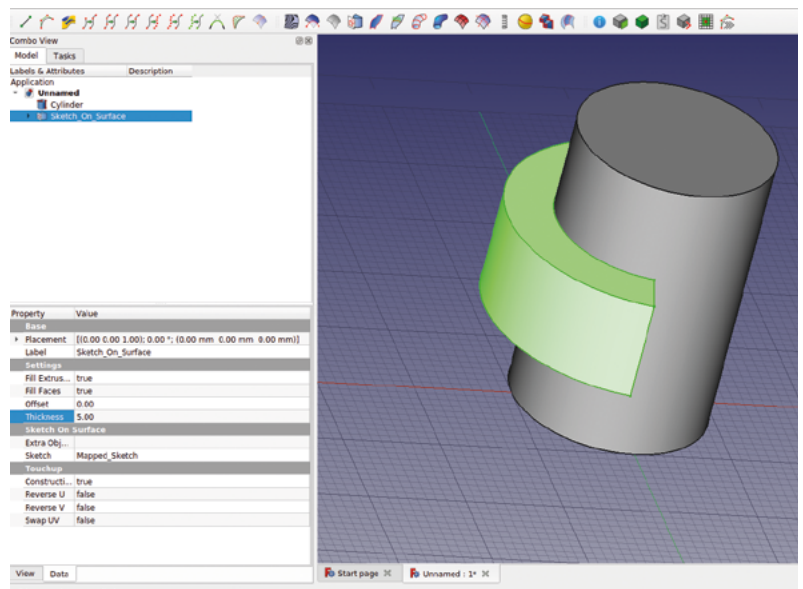 Combo View
Model Tasks
Labels & Attributes Description
Application
Unnamed
Cylinder
Sketch_On_Surface
Property Value
Base
Placement [(0.00 0.00 1.00); 0.00 °; (0.00 mm 0.00 mm 0.00 mm)]
Label Sketch_On_Surface
Settings
Fill Extrus... true
Fill Faces true
Offset 0.00
Thickness 5.00
Sketch On Surface
Extra Obj...
Sketch Mapped_Sketch
Touchup
Constructi... true
Reverse U false
Reverse V false
Swap UV false
View Data
Start page Unnamed : 1*